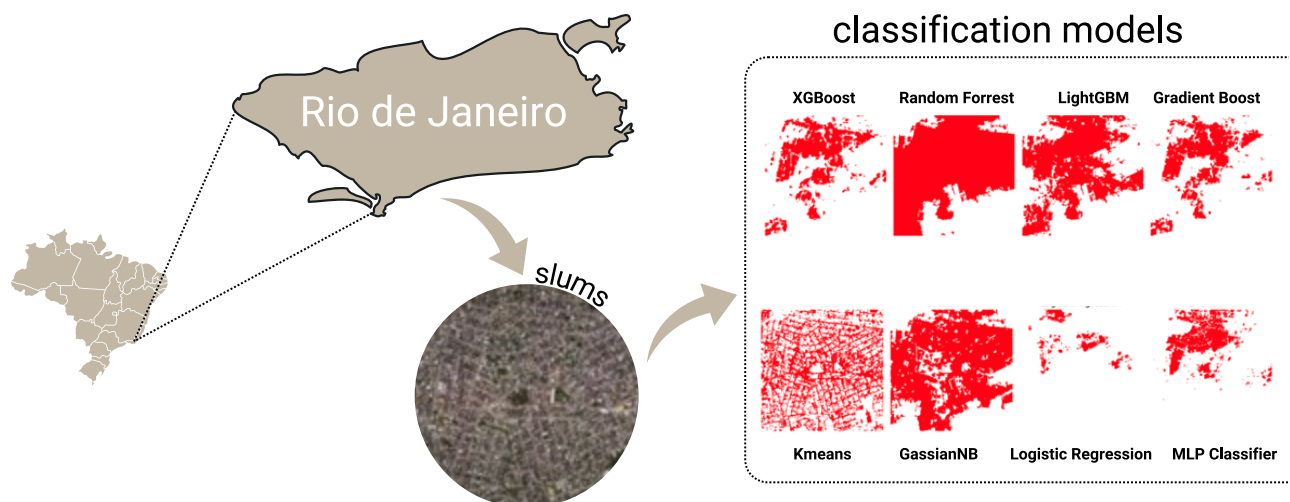 classification models
Rio de Janeiro
XGBoost
Random Forrest
LightGBM
Gradient Boost
slums
Kmeans
GassianNB
Logistic Regression
MLP Classifier